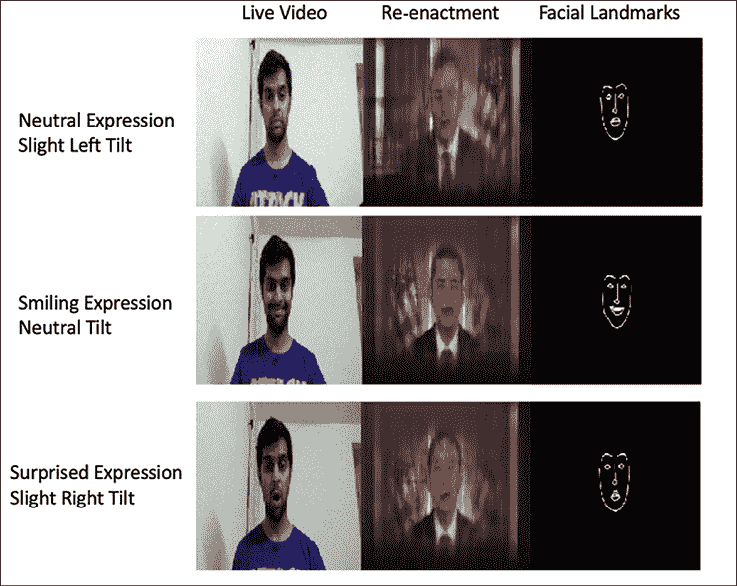 Live Video Re-enactment Facial Landmarks
Neutral Expression
Slight Left Tilt
Smiling Expression
Neutral Tilt
Surprised Expression
Slight Right Tilt